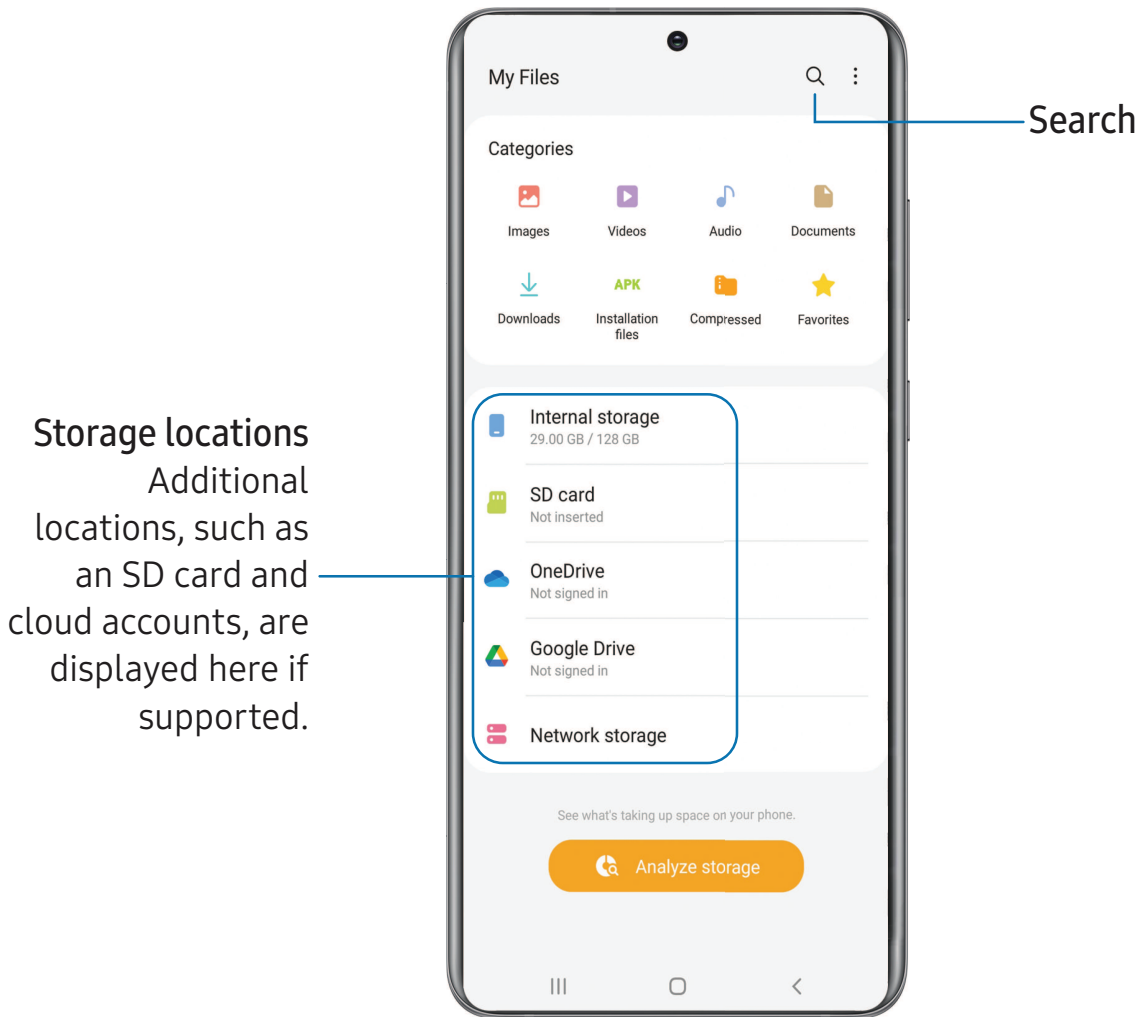 My Files
Search
Categories
Images Videos Audio Documents
APK
Downloads Installation files Compressed Favorites
Storage locations
Additional
locations, such as
an SD card and
cloud accounts, are
displayed here if
supported.
Internal storage
29.00 GB / 128 GB
SD card
Not inserted
OneDrive
Not signed in
Google Drive
Not signed in
Network storage
See what's taking up space on your phone.
Analyze storage